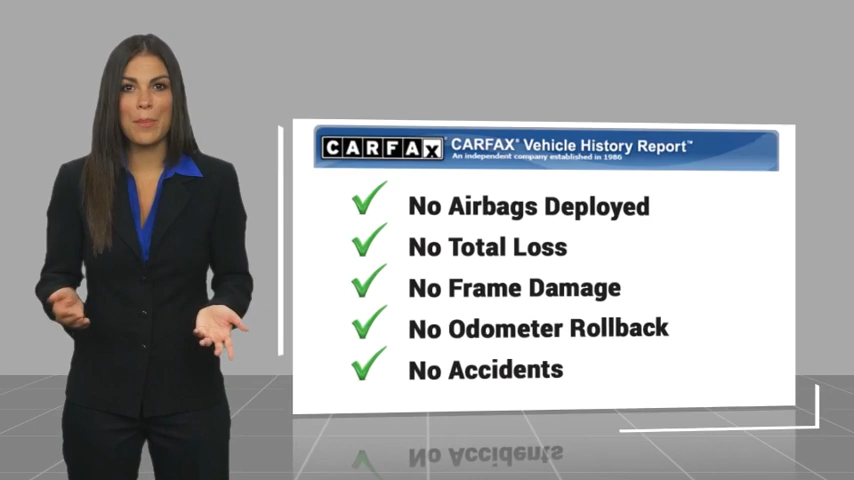 CARFAX CARFAX® Vehicle History Report™
An independent company established in 1986
No Airbags Deployed
No Total Loss
No Frame Damage
No Odometer Rollback
No Accidents
No Accidents